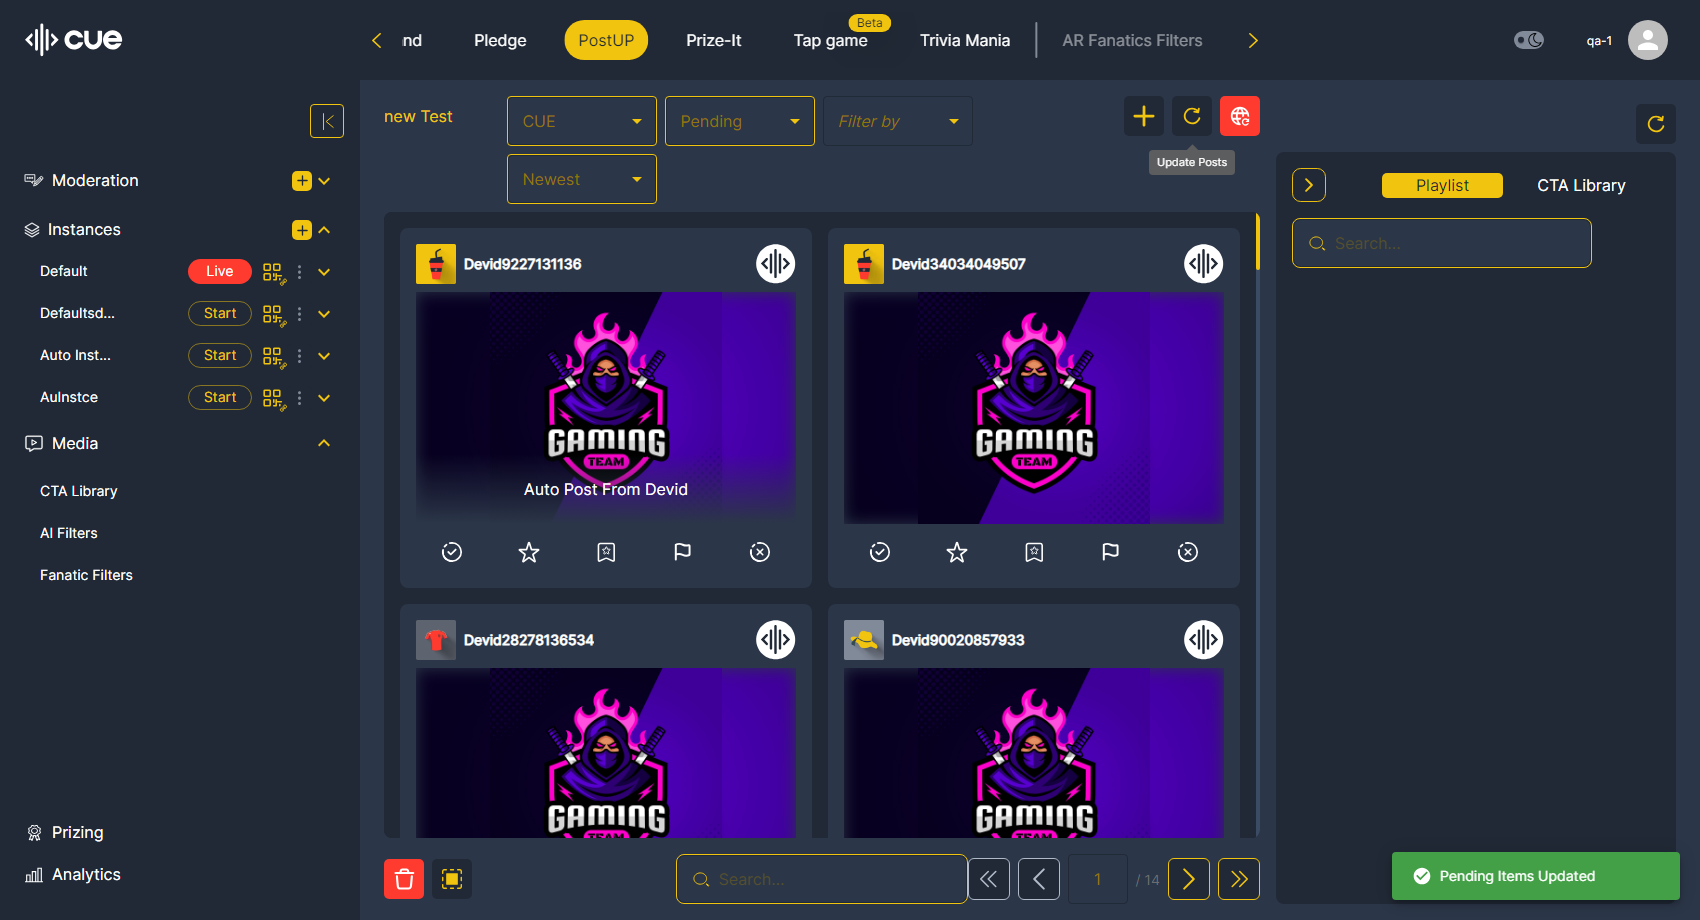 cue
nd
Pledge
PostUP
Prize-It
Tap game
Beta
Trivia Mania
AR Fanatics Filters
qa-1
Moderation
Instances
Default
Live
Defaultsd...
Start
Auto Inst...
Start
AuInstce
Start
Media
CTA Library
AI Filters
Fanatic Filters
Prizing
Analytics
new Test
CUE
Pending
Filter by
Newest
Update Posts
Devid9227131136
GAMING
TEAM
Auto Post From Devid
Devid34034049507
GAMING
TEAM
Devid28278136534
GAMING
TEAM
Devid90020857933
GAMING
TEAM
Search...
1
/ 14
Playlist
CTA Library
Search...
Pending Items Updated